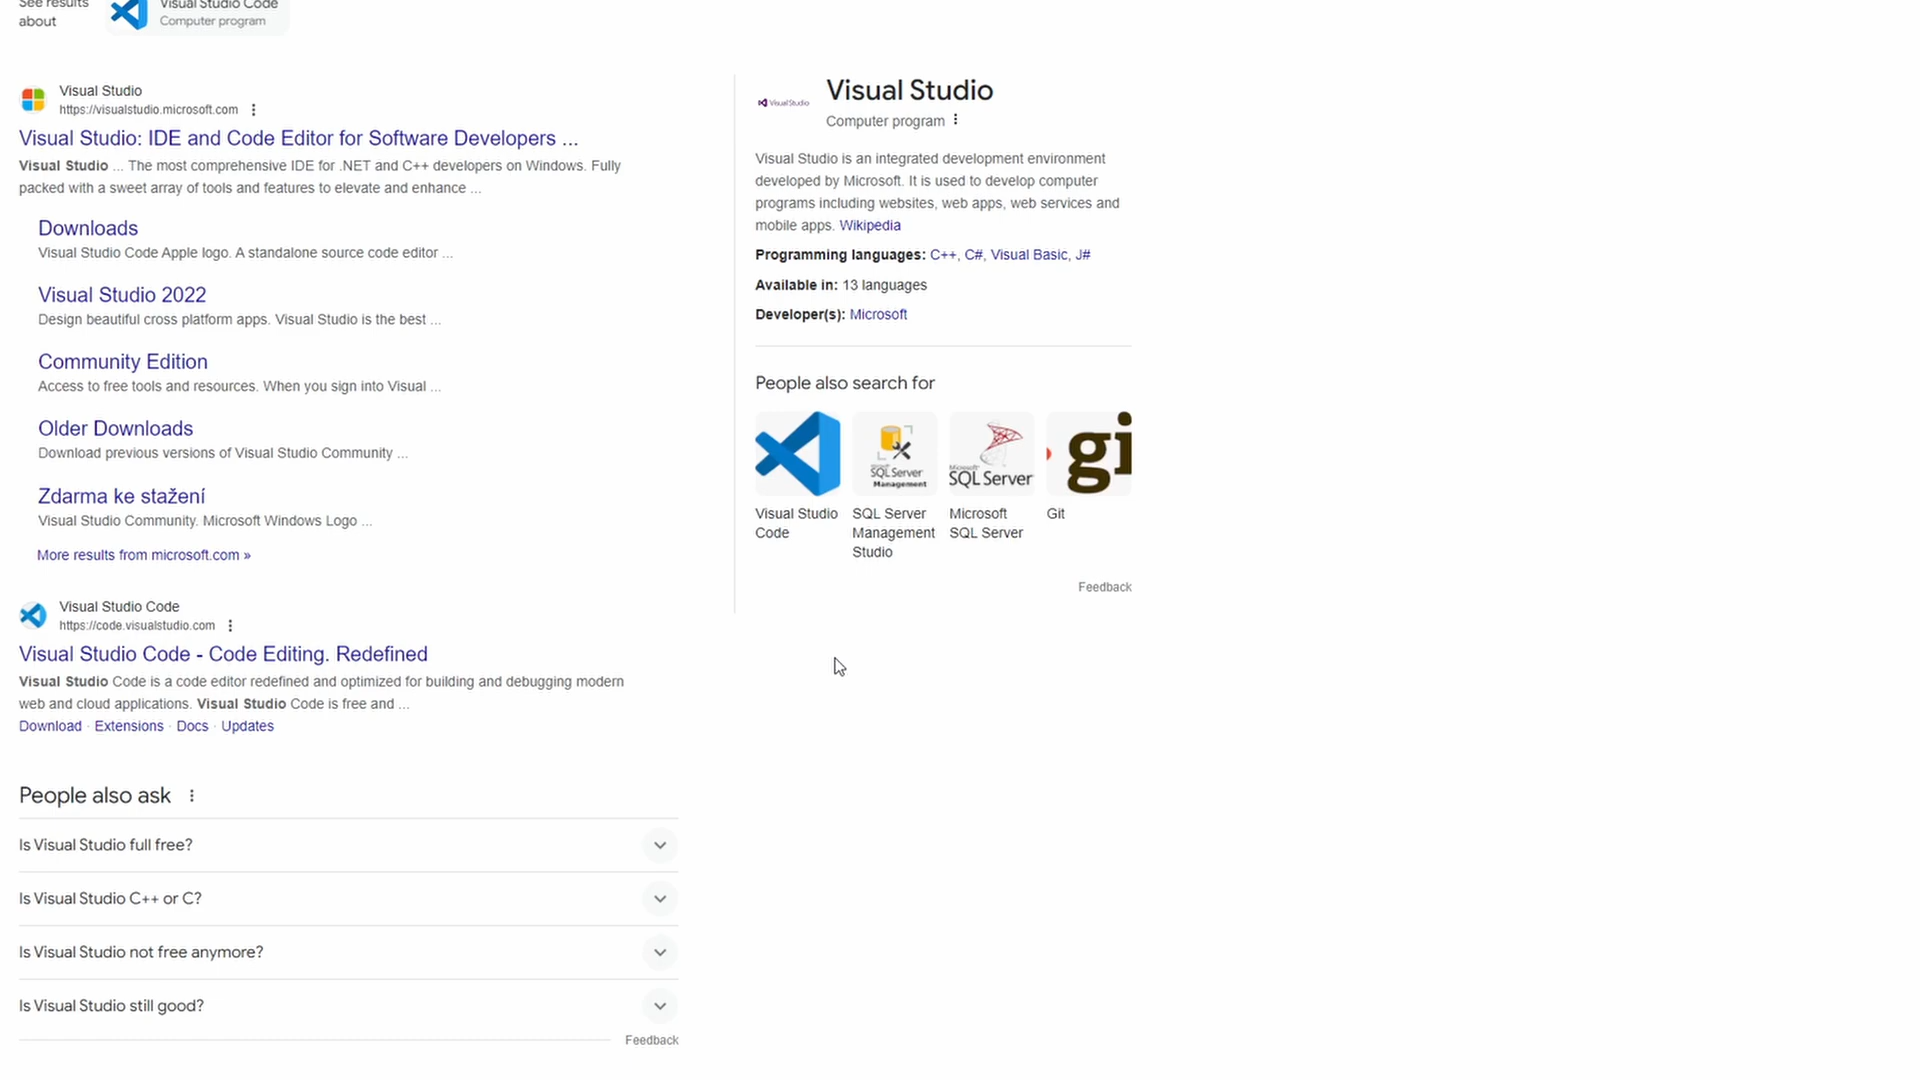 See results
about
Visual Studio Code
Computer program
Visual Studio
https://visualstudio.microsoft.com
Visual Studio: IDE and Code Editor for Software Developers ...
Visual Studio ... The most comprehensive IDE for .NET and C++ developers on Windows. Fully
packed with a sweet array of tools and features to elevate and enhance ...
Downloads
Visual Studio Code Apple logo. A standalone source code editor ...
Visual Studio 2022
Design beautiful cross platform apps. Visual Studio is the best ...
Community Edition
Access to free tools and resources. When you sign into Visual ...
Older Downloads
Download previous versions of Visual Studio Community ...
Zdarma ke stažení
Visual Studio Community. Microsoft Windows Logo ...
More results from microsoft.com »
Visual Studio Code
https://code.visualstudio.com
Visual Studio Code - Code Editing. Redefined
Visual Studio Code is a code editor redefined and optimized for building and debugging modern
web and cloud applications. Visual Studio Code is free and ...
Download · Extensions · Docs · Updates
People also ask
Is Visual Studio full free?
Is Visual Studio C++ or C?
Is Visual Studio not free anymore?
Is Visual Studio still good?
Feedback
Visual Studio
Visual Studio
Computer program
Visual Studio is an integrated development environment
developed by Microsoft. It is used to develop computer
programs including websites, web apps, web services and
mobile apps. Wikipedia
Programming languages: C++, C#, Visual Basic, J#
Available in: 13 languages
Developer(s): Microsoft
People also search for
Microsoft
SQL Server
Management
Microsoft
SQL Server
gi
Visual Studio
Code
SQL Server
Management
Studio
Microsoft
SQL Server
Git
Feedback